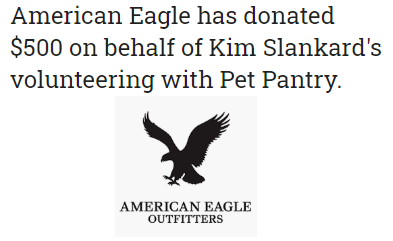 American Eagle has donated
$500 on behalf of Kim Slankard's
volunteering with Pet Pantry.
AMERICAN EAGLE
OUTFITTERS